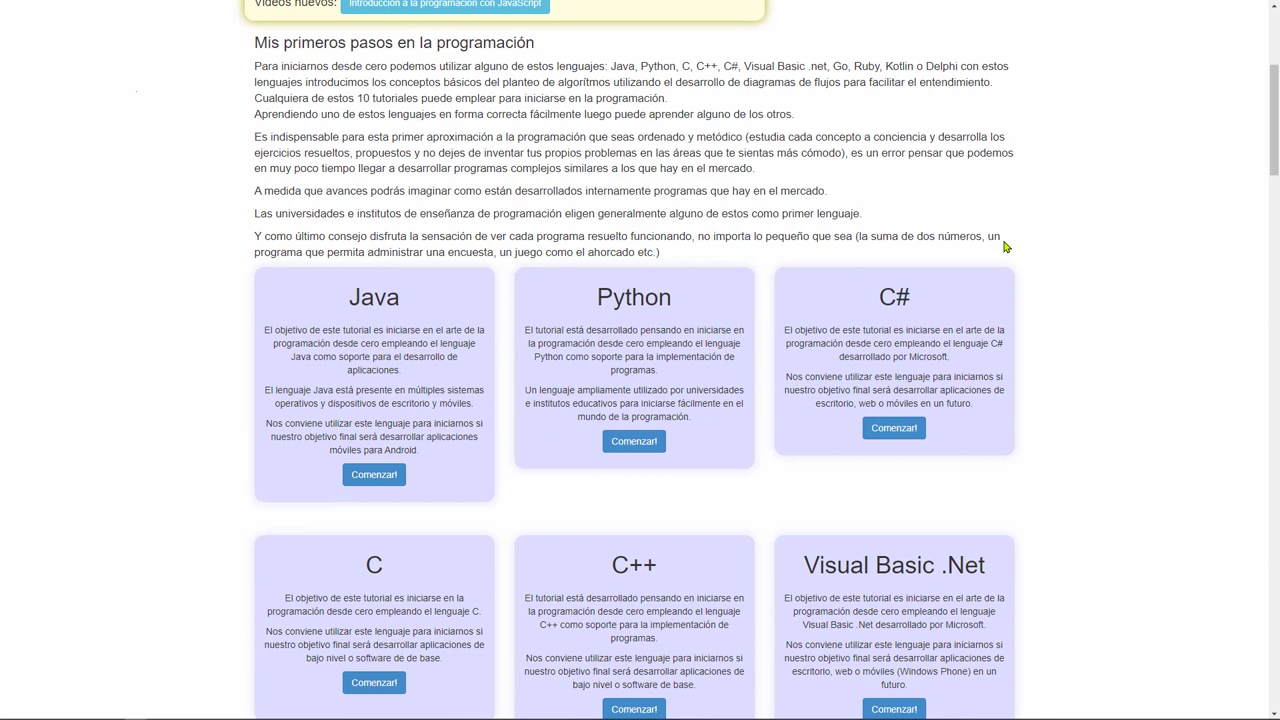 Videos nuevos: Introducción a la programación con JavaScript
Mis primeros pasos en la programación
Para iniciarnos desde cero podemos utilizar alguno de estos lenguajes: Java, Python, C, C++, C#, Visual Basic .net, Go, Ruby, Kotlin o Delphi con estos
lenguajes introducimos los conceptos básicos del planteo de algorítmos utilizando el desarrollo de diagramas de flujos para facilitar el entendimiento.
Cualquiera de estos 10 tutoriales puede emplear para iniciarse en la programación.
Aprendiendo uno de estos lenguajes en forma correcta fácilmente luego puede aprender alguno de los otros.
Es indispensable para esta primer aproximación a la programación que seas ordenado y metódico (estudia cada concepto a conciencia y desarrolla los
ejercicios resueltos, propuestos y no dejes de inventar tus propios problemas en las áreas que te sientas más cómodo), es un error pensar que podemos
en muy poco tiempo llegar a desarrollar programas complejos similares a los que hay en el mercado.
A medida que avances podrás imaginar como están desarrollados internamente programas que hay en el mercado.
Las universidades e institutos de enseñanza de programación eligen generalmente alguno de estos como primer lenguaje.
Y como último consejo disfruta la sensación de ver cada programa resuelto funcionando, no importa lo pequeño que sea (la suma de dos números, un
programa que permita administrar una encuesta, un juego como el ahorcado etc.)
Java
El objetivo de este tutorial es iniciarse en el arte de la
programación desde cero empleando el lenguaje
Java como soporte para el desarrollo de
aplicaciones.
El lenguaje Java está presente en múltiples sistemas
operativos y dispositivos de escritorio y móviles.
Nos conviene utilizar este lenguaje para iniciarnos si
nuestro objetivo final será desarrollar aplicaciones
móviles para Android.
Comenzar!
Python
El tutorial está desarrollado pensando en iniciarse en
la programación desde cero empleando el lenguaje
Python como soporte para la implementación de
programas.
Un lenguaje ampliamente utilizado por universidades
e institutos educativos para iniciarse fácilmente en el
mundo de la programación.
Comenzar!
C#
El objetivo de este tutorial es iniciarse en el arte de la
programación desde cero empleando el lenguaje C#
desarrollado por Microsoft.
Nos conviene utilizar este lenguaje para iniciarnos si
nuestro objetivo final será desarrollar aplicaciones de
escritorio, web o móviles en un futuro.
Comenzar!
C
El objetivo de este tutorial es iniciarse en la
programación desde cero empleando el lenguaje C.
Nos conviene utilizar este lenguaje para iniciarnos si
nuestro objetivo final será desarrollar aplicaciones de
bajo nivel o software de de base.
Comenzar!
C++
El tutorial está desarrollado pensando en iniciarse en
la programación desde cero empleando el lenguaje
C++ como soporte para la implementación de
programas.
Nos conviene utilizar este lenguaje para iniciarnos si
nuestro objetivo final será desarrollar aplicaciones de
bajo nivel o software de base.
Comenzar!
Visual Basic .Net
El objetivo de este tutorial es iniciarse en el arte de la
programación desde cero empleando el lenguaje
Visual Basic .Net desarrollado por Microsoft.
Nos conviene utilizar este lenguaje para iniciarnos si
nuestro objetivo final será desarrollar aplicaciones de
escritorio, web o móviles (Windows Phone) en un
futuro.
Comenzar!